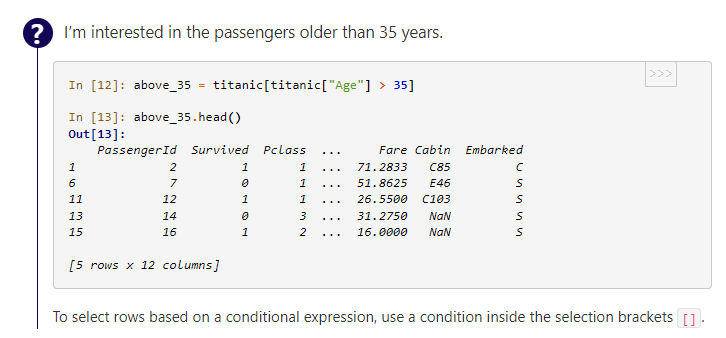 ?
I'm interested in the passengers older than 35 years.
>>>
In [12]: above_35 = titanic[titanic["Age"] > 35]
In [13]: above_35.head()
Out[13]:
PassengerId Survived Pclass ... Fare Cabin Embarked
1 2 1 1 ... 71.2833 C85 C
6 7 0 1 ... 51.8625 E46 S
11 12 1 1 ... 26.5500 C103 S
13 14 0 3 ... 31.2750 NaN S
15 16 1 2 ... 16.0000 NaN S
[5 rows x 12 columns]
To select rows based on a conditional expression, use a condition inside the selection brackets [].